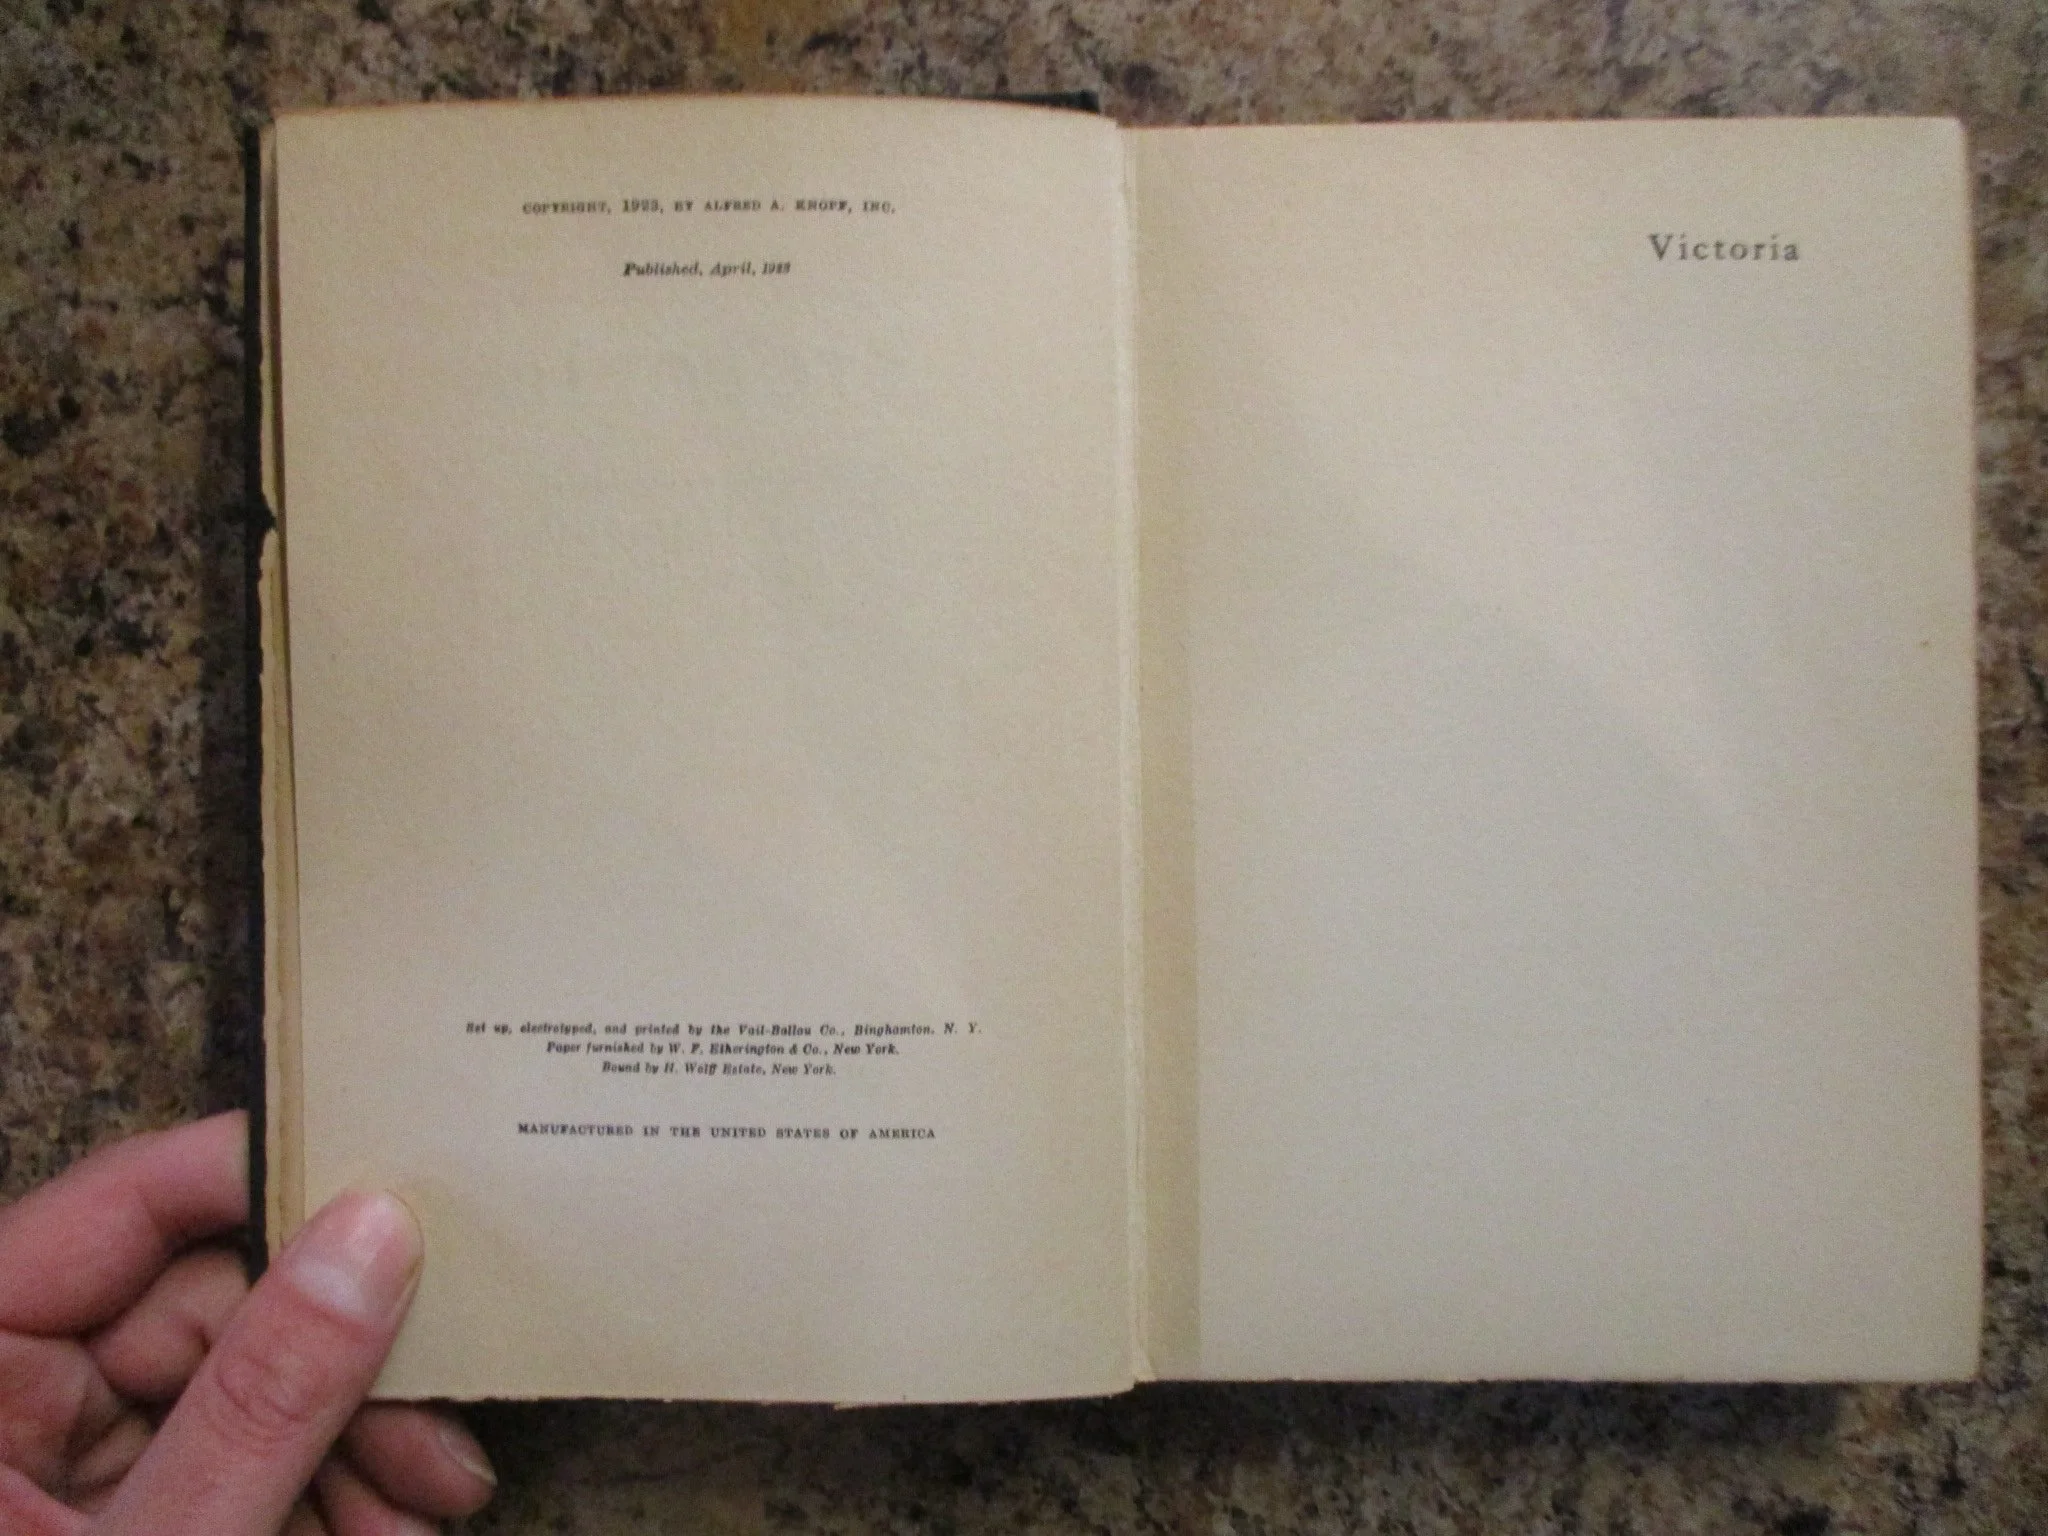 COPYRIGHT, 1923, BY ALFRED A. KNOPF, INC.
Published, April, 1923
Set up, electrotyped, and printed by the Vail-Ballou Co., Binghamton, N. Y.
Paper furnished by W. F. Etherington & Co., New York.
Bound by H. Wolff Estate, New York.
MANUFACTURED IN THE UNITED STATES OF AMERICA
Victoria